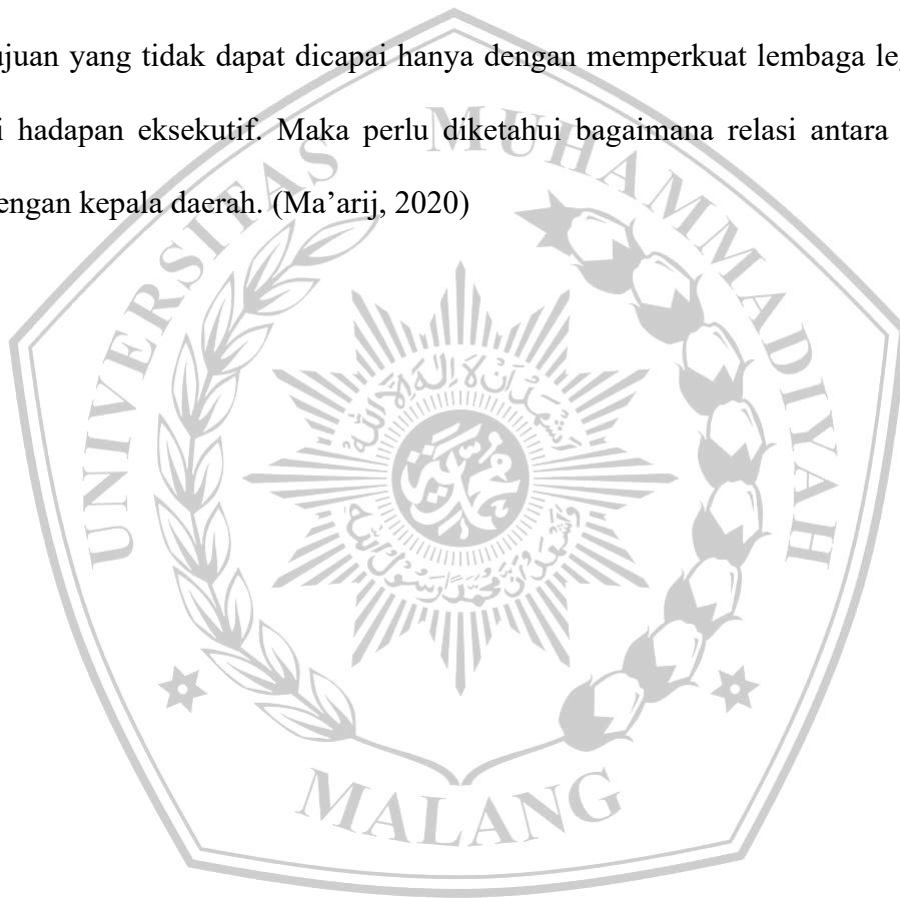 ujuan yang tidak dapat dicapai hanya dengan memperkuat lembaga le
i hadapan eksekutif. Maka perlu diketahui bagaimana relasi antara
engan kepala daerah. (Ma’arij, 2020)
UNIVERSITAS MUHAMMADIYAH
MALANG